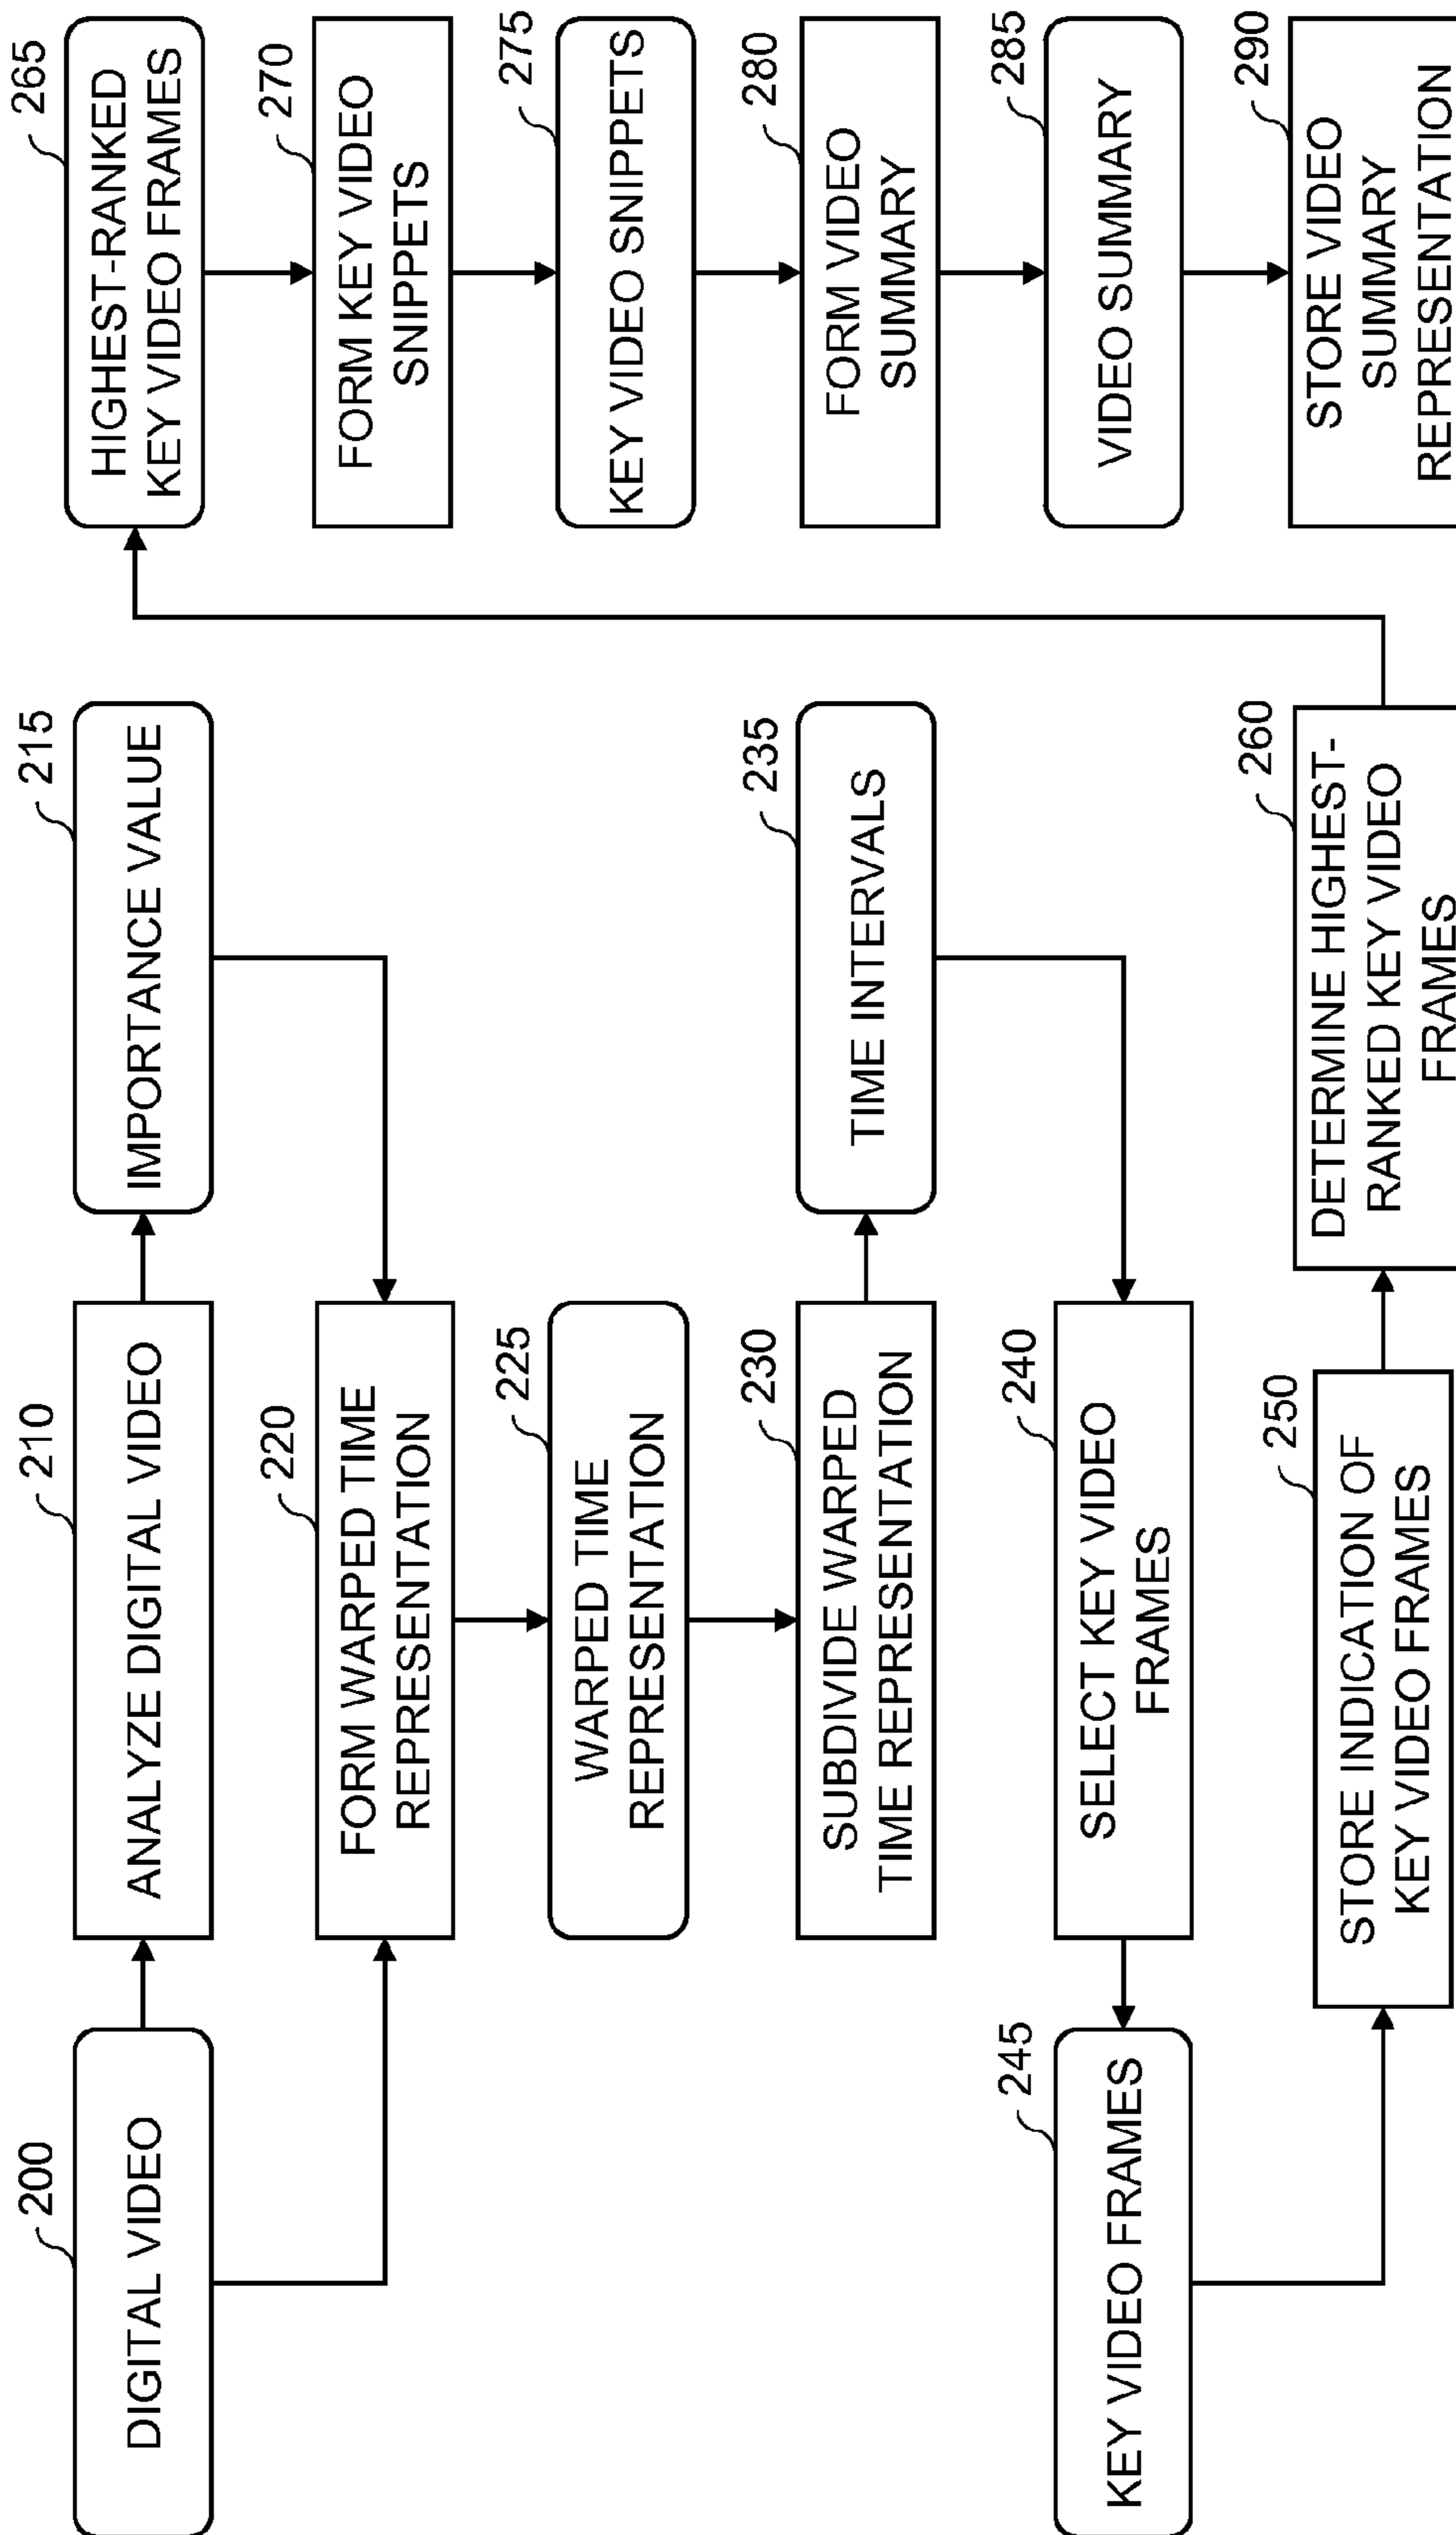 200
DIGITAL VIDEO
210
ANALYZE DIGITAL VIDEO
215
IMPORTANCE VALUE
220
FORM WARPED TIME
REPRESENTATION
225
WARPED TIME
REPRESENTATION
230
SUBDIVIDE WARPED
TIME REPRESENTATION
235
TIME INTERVALS
240
SELECT KEY VIDEO
FRAMES
245
KEY VIDEO FRAMES
250
STORE INDICATION OF
KEY VIDEO FRAMES
260
DETERMINE HIGHEST-
RANKED KEY VIDEO
FRAMES
265
HIGHEST-RANKED
KEY VIDEO FRAMES
270
FORM KEY VIDEO
SNIPPETS
275
KEY VIDEO SNIPPETS
280
FORM VIDEO
SUMMARY
285
VIDEO SUMMARY
290
STORE VIDEO
SUMMARY
REPRESENTATION